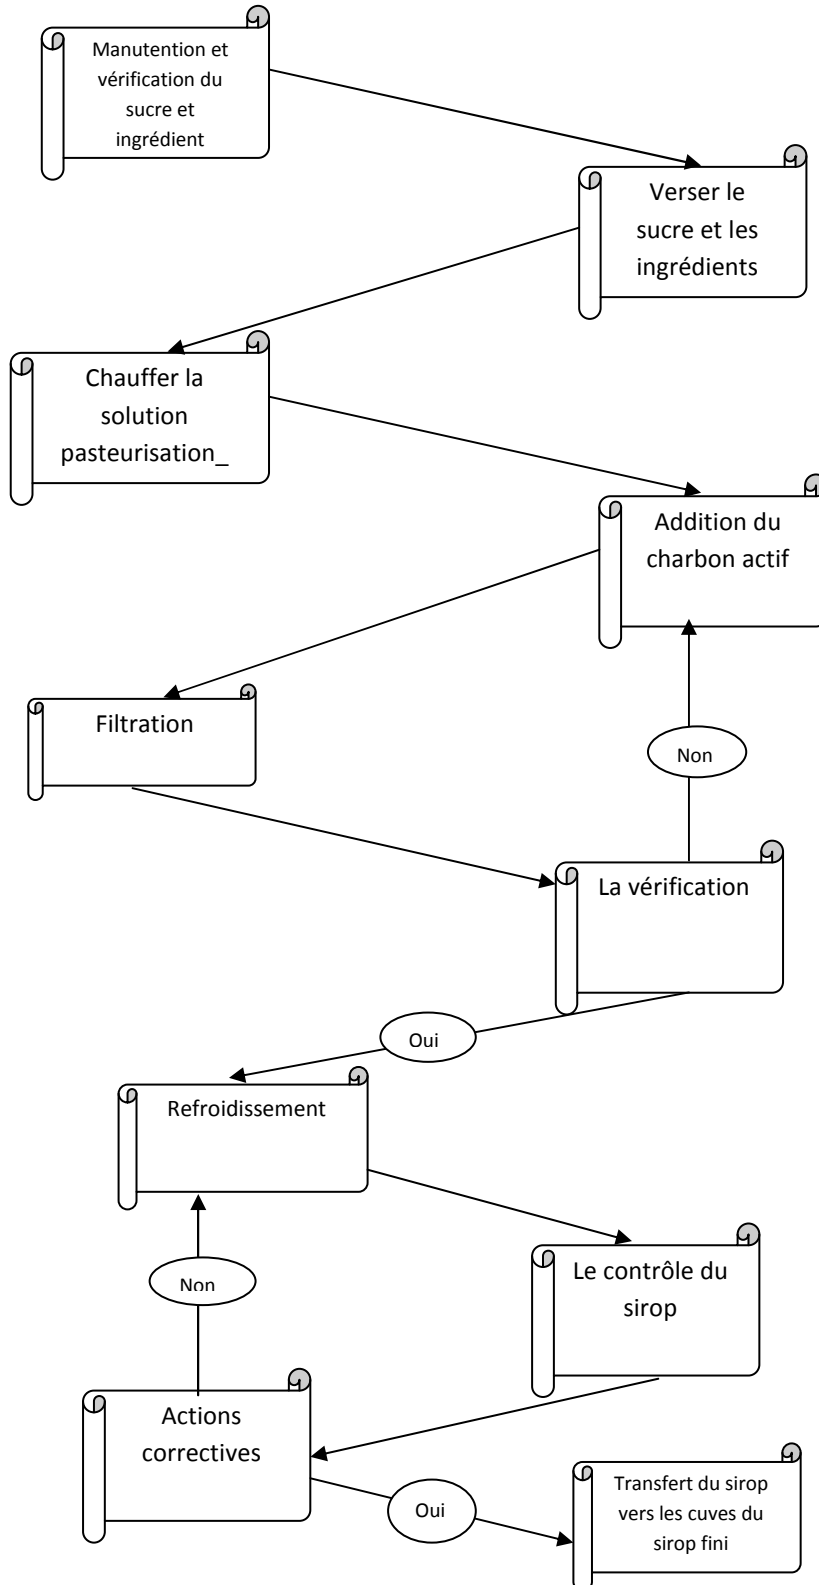 Manutention et
vérification du
sucre et
ingrédient
Verser le
sucre et les
ingrédients
Chauffer la
solution
pasteurisation_
Addition du
charbon actif
Filtration
Non
La vérification
Oui
Refroidissement
Le contrôle du
sirop
Non
Actions
correctives
Oui
Transfert du sirop
vers les cuves du
sirop fini